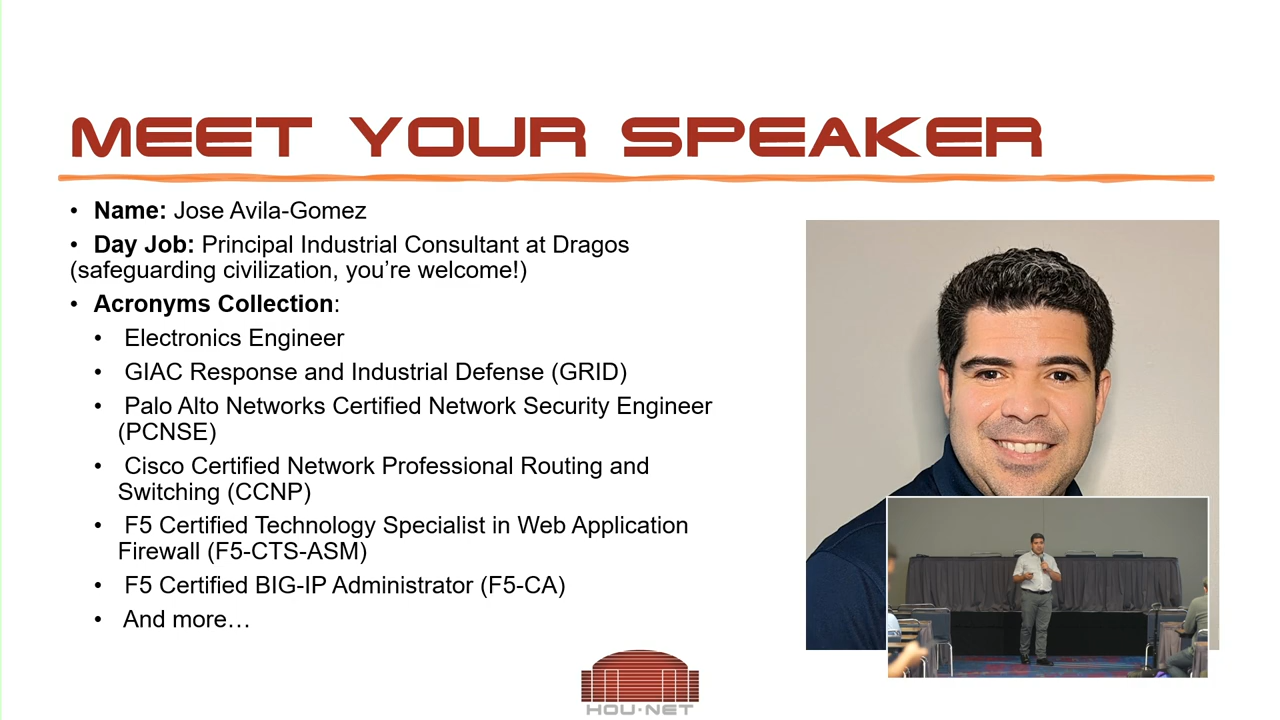 MEET YOUR SPEAKER
• Name: Jose Avila-Gomez
• Day Job: Principal Industrial Consultant at Dragos
(safeguarding civilization, you’re welcome!)
• Acronyms Collection:
• Electronics Engineer
• GIAC Response and Industrial Defense (GRID)
• Palo Alto Networks Certified Network Security Engineer
(PCNSE)
• Cisco Certified Network Professional Routing and
Switching (CCNP)
• F5 Certified Technology Specialist in Web Application
Firewall (F5-CTS-ASM)
• F5 Certified BIG-IP Administrator (F5-CA)
• And more…
HOU·NET